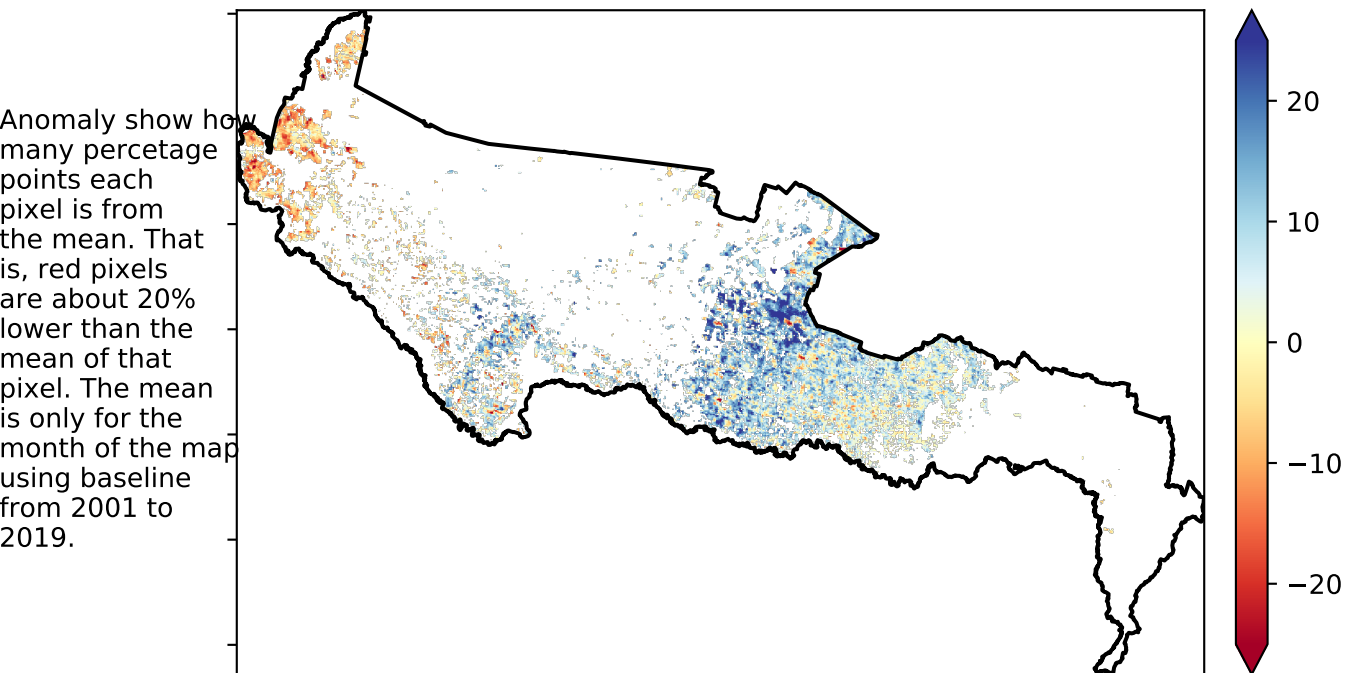 Anomaly show how
many percetage
points each
pixel is from
the mean. That
is, red pixels
are about 20%
lower than the
mean of that
pixel. The mean
is only for the
month of the map
using baseline
from 2001 to
2019.
20
10
0
−10
−20